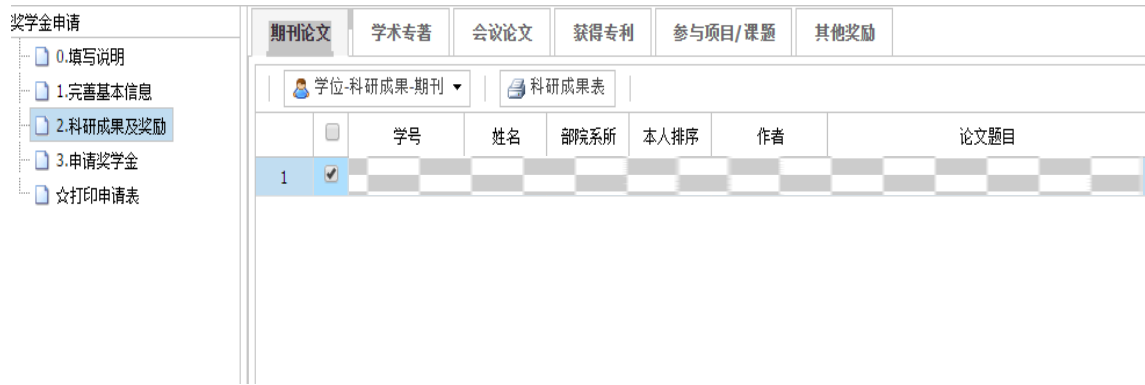 奖学金申请
0.填写说明
1.完善基本信息
2.科研成果及奖励
3.申请奖学金
☆打印申请表
期刊论文 学术专著 会议论文 获得专利 参与项目/课题 其他奖励
学位-科研成果-期刊 科研成果表
学号 姓名 部院系所 本人排序 作者 论文题目
1